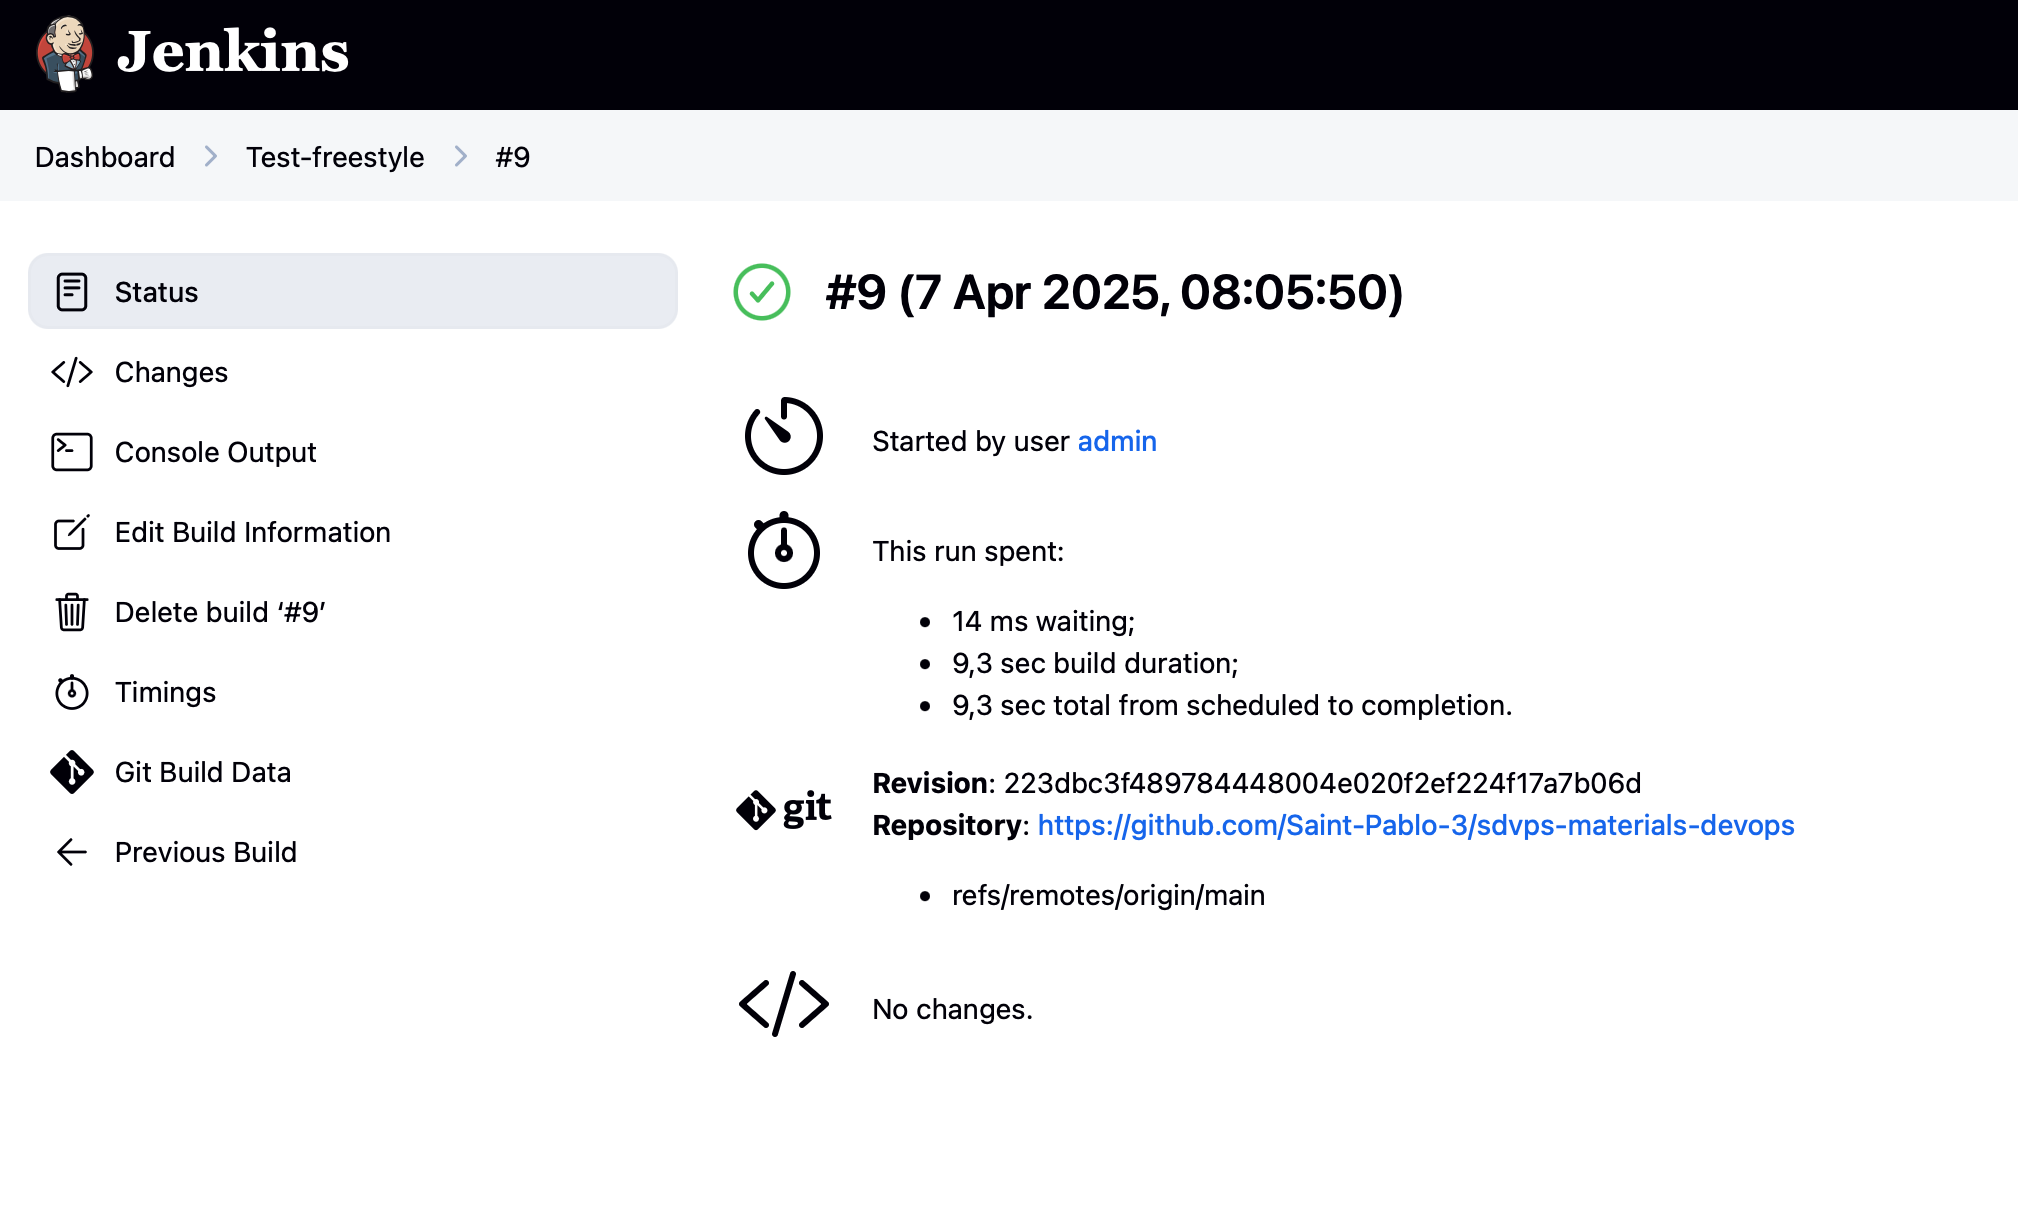 Jenkins
Dashboard > Test-freestyle > #9
Status
Changes
Console Output
Edit Build Information
Delete build ‘#9’
Timings
Git Build Data
Previous Build
#9 (7 Apr 2025, 08:05:50)
Started by user admin
This run spent:
• 14 ms waiting;
• 9,3 sec build duration;
• 9,3 sec total from scheduled to completion.
git
Revision: 223dbc3f489784448004e020f2ef224f17a7b06d
Repository: https://github.com/Saint-Pablo-3/sdvps-materials-devops
• refs/remotes/origin/main
No changes.